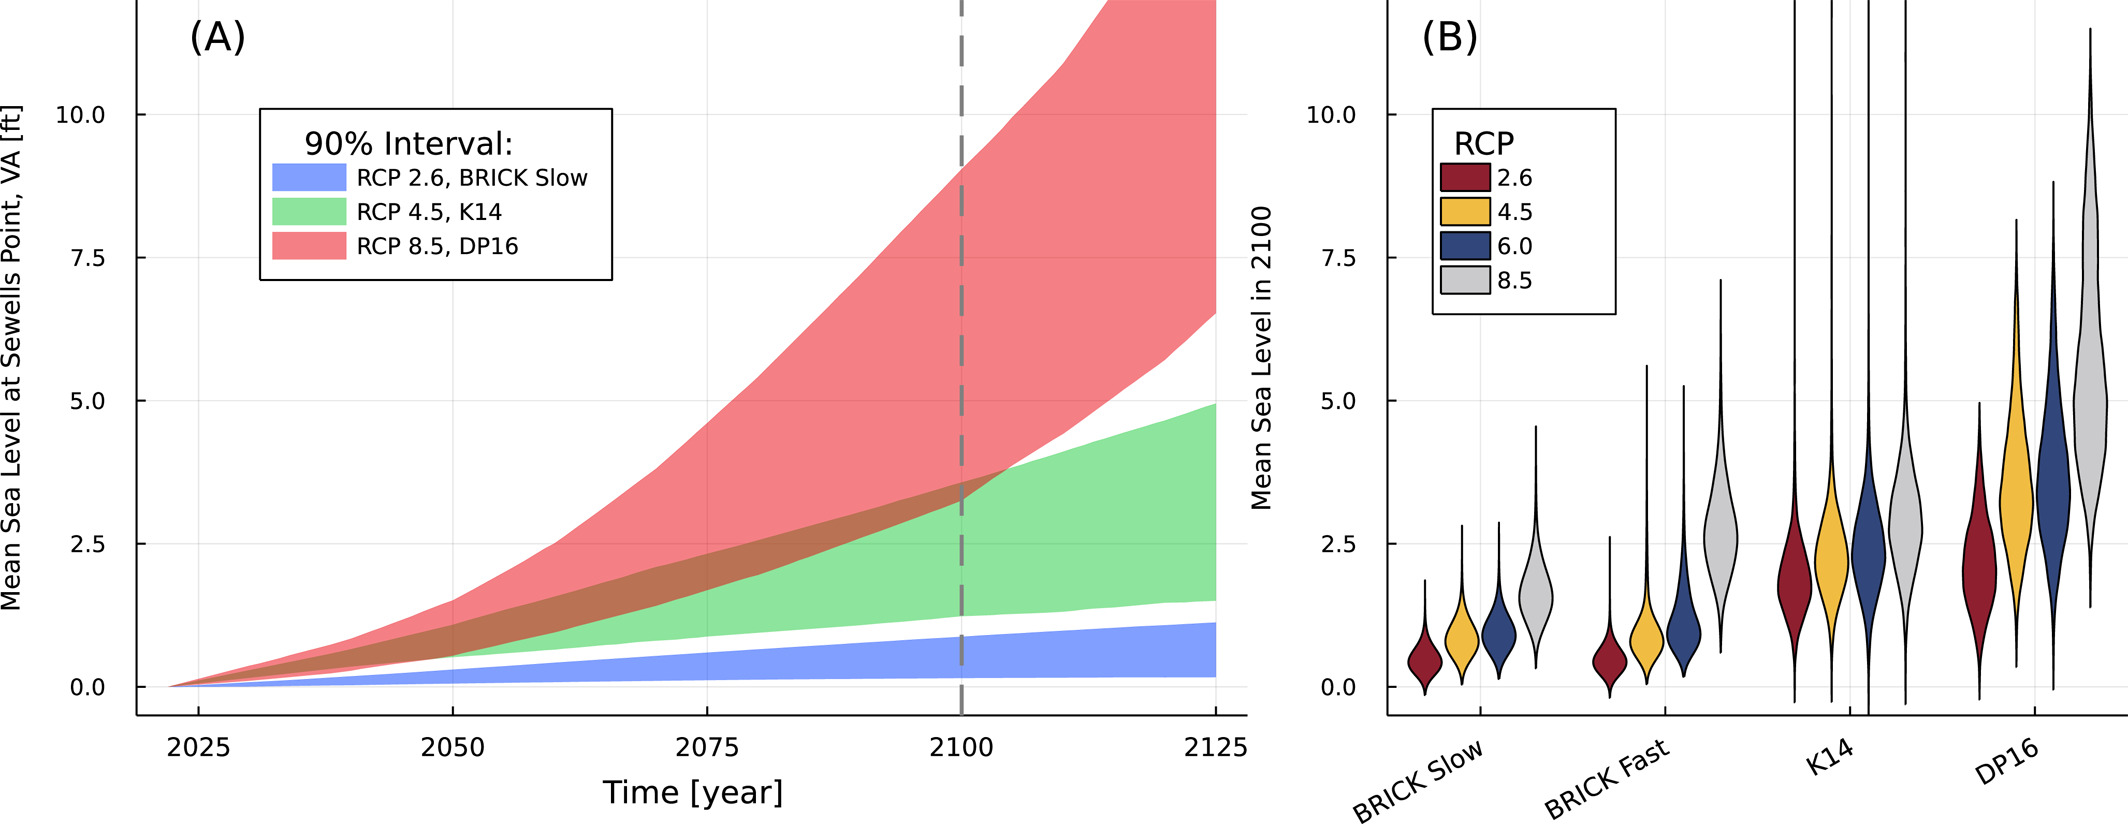 (A)
Mean Sea Level at Sewells Point, VA [ft]
10.0
7.5
5.0
2.5
0.0
90% Interval:
RCP 2.6, BRICK Slow
RCP 4.5, K14
RCP 8.5, DP16
2025
2050
2075
2100
2125
Time [year]
(B)
Mean Sea Level in 2100
10.0
7.5
5.0
2.5
0.0
RCP
2.6
4.5
6.0
8.5
BRICK Slow
BRICK Fast
K14
DP16